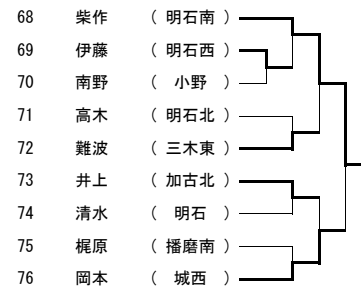 68 柴作 ( 明石南 )
69 伊藤 ( 明石西 )
70 南野 ( 小野 )
71 高木 ( 明石北 )
72 難波 ( 三木東 )
73 井上 ( 加古北 )
74 清水 ( 明石 )
75 梶原 ( 播磨南 )
76 岡本 ( 城西 )